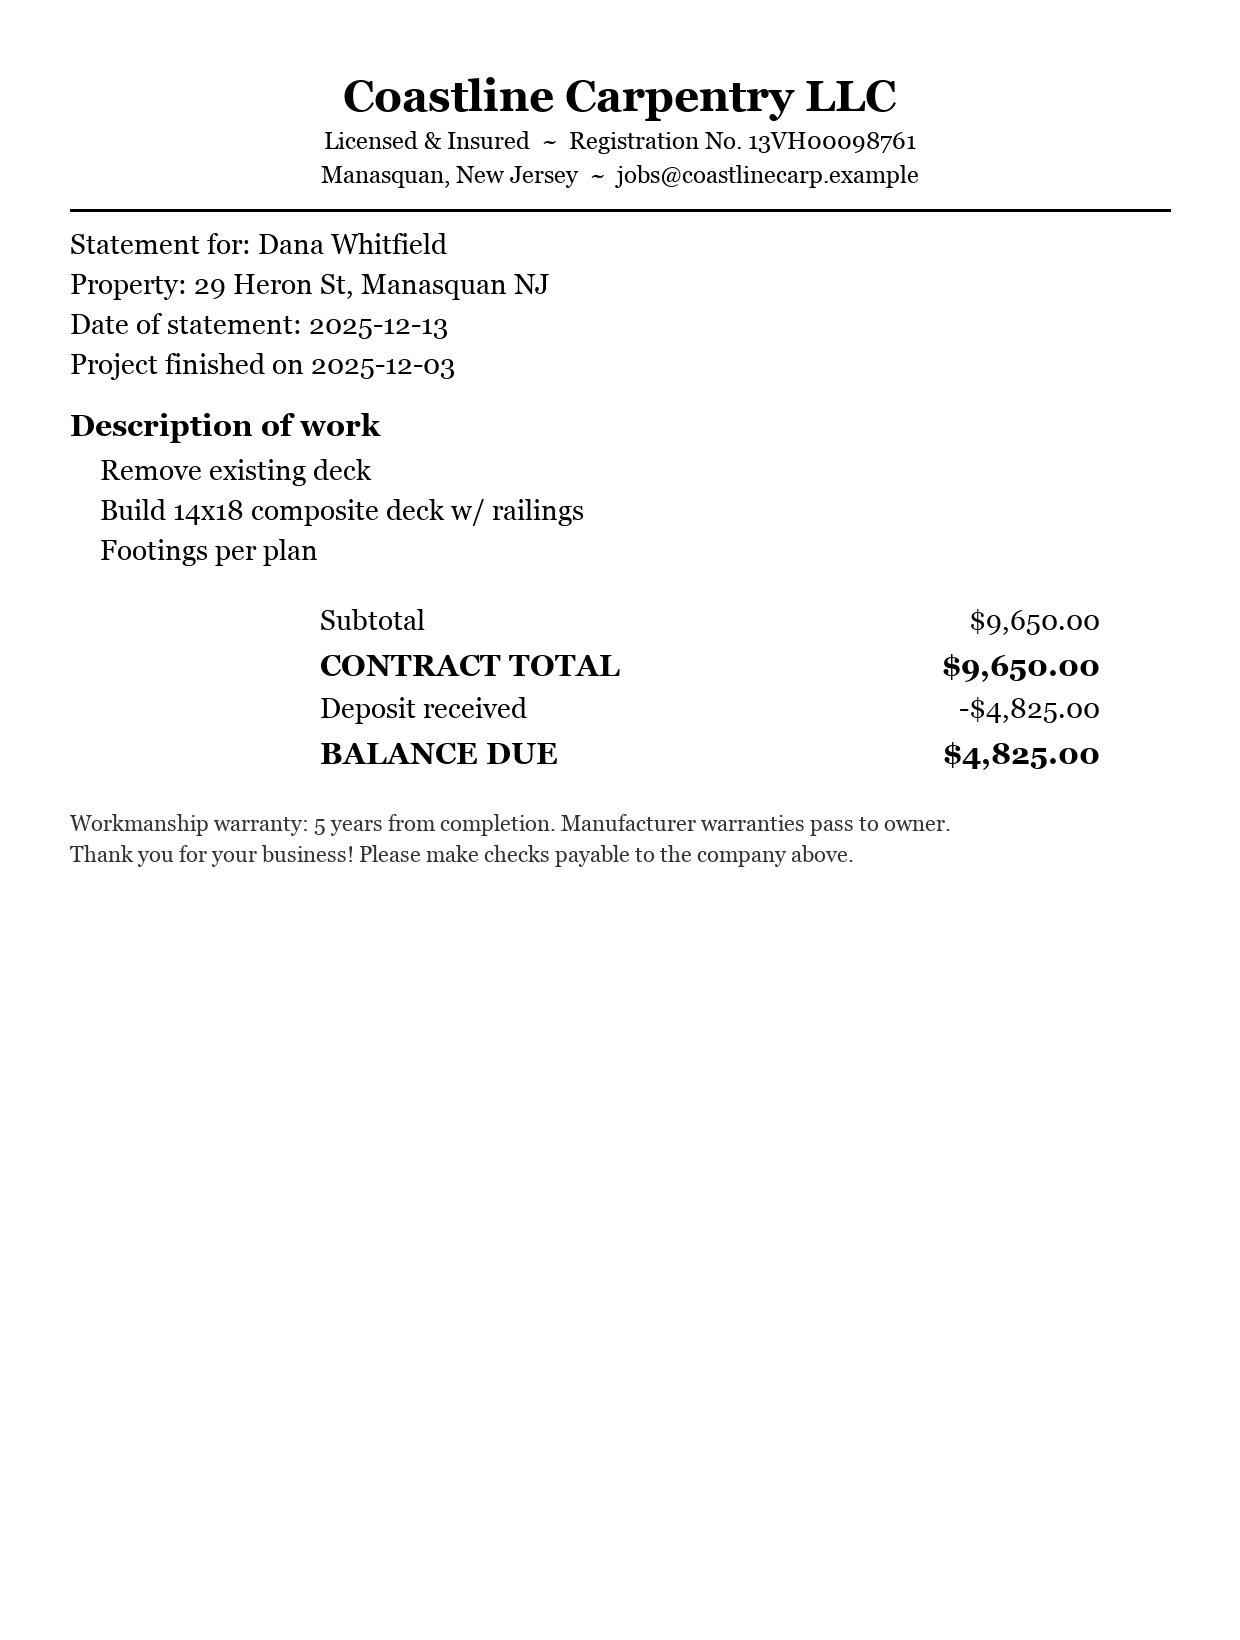 Coastline Carpentry LLC
Licensed & Insured ~ Registration No. 13VH00098761
Manasquan, New Jersey ~ jobs@coastlinecarp.example
Statement for: Dana Whitfield
Property: 29 Heron St, Manasquan NJ
Date of statement: 2025-12-13
Project finished on 2025-12-03
Description of work
Remove existing deck
Build 14x18 composite deck w/ railings
Footings per plan
Subtotal $9,650.00
CONTRACT TOTAL $9,650.00
Deposit received -$4,825.00
BALANCE DUE $4,825.00
Workmanship warranty: 5 years from completion. Manufacturer warranties pass to owner.
Thank you for your business! Please make checks payable to the company above.